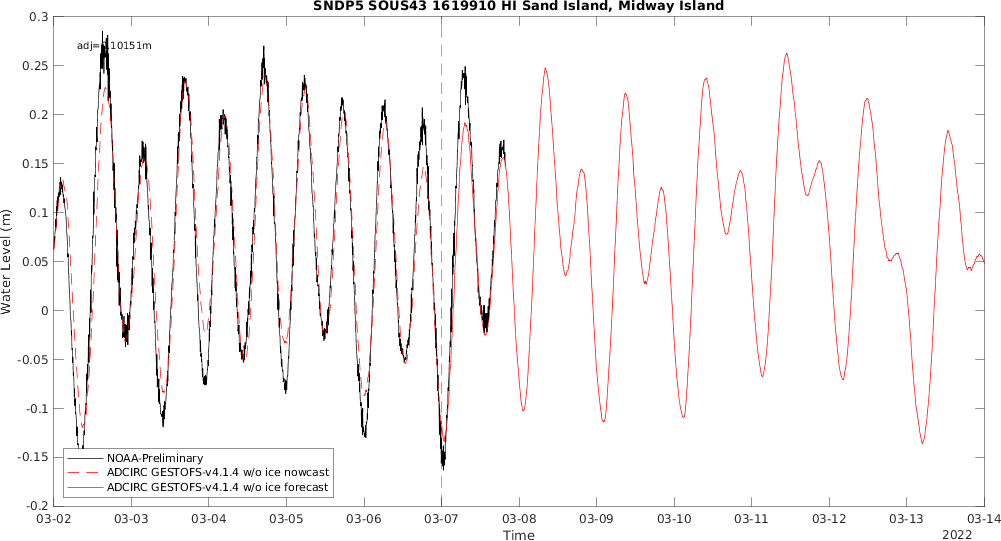 SNDP5 SOUS43 1619910 HI Sand Island, Midway Island
adj= 110151m
0.3
0.25
0.2
0.15
0.1
0.05
0
-0.05
-0.1
-0.15
-0.2
Water Level (m)
NOAA-Preliminary
ADCIRC GESTOFS-v4.1.4 w/o ice nowcast
ADCIRC GESTOFS-v4.1.4 w/o ice forecast
03-02 03-03 03-04 03-05 03-06 03-07 03-08 03-09 03-10 03-11 03-12 03-13 03-14
Time
2022